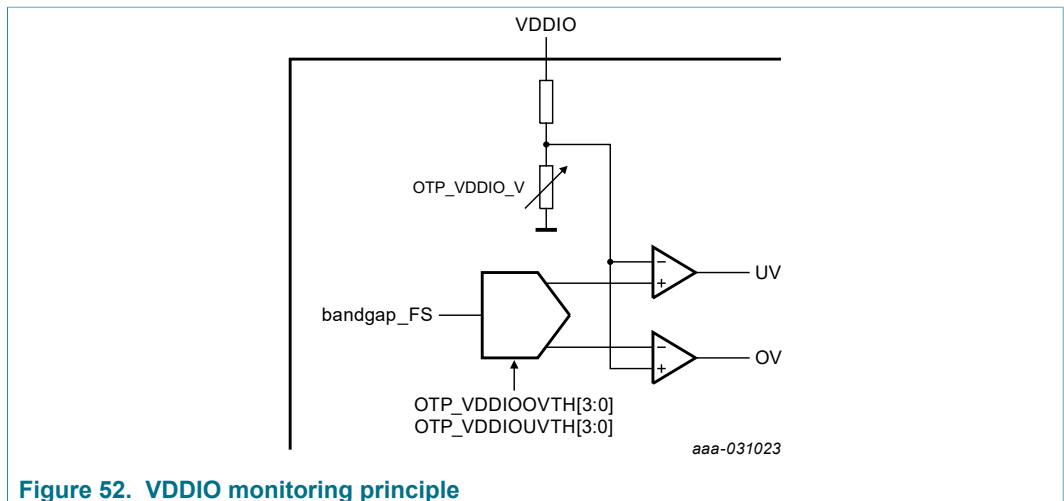 VDDIO
OTP_VDDIO_V
−
+
UV
bandgap_FS
−
+
OV
OTP_VDDIOOVTH[3:0]
OTP_VDDIOUVTH[3:0]
aaa-031023
Figure 52. VDDIO monitoring principle